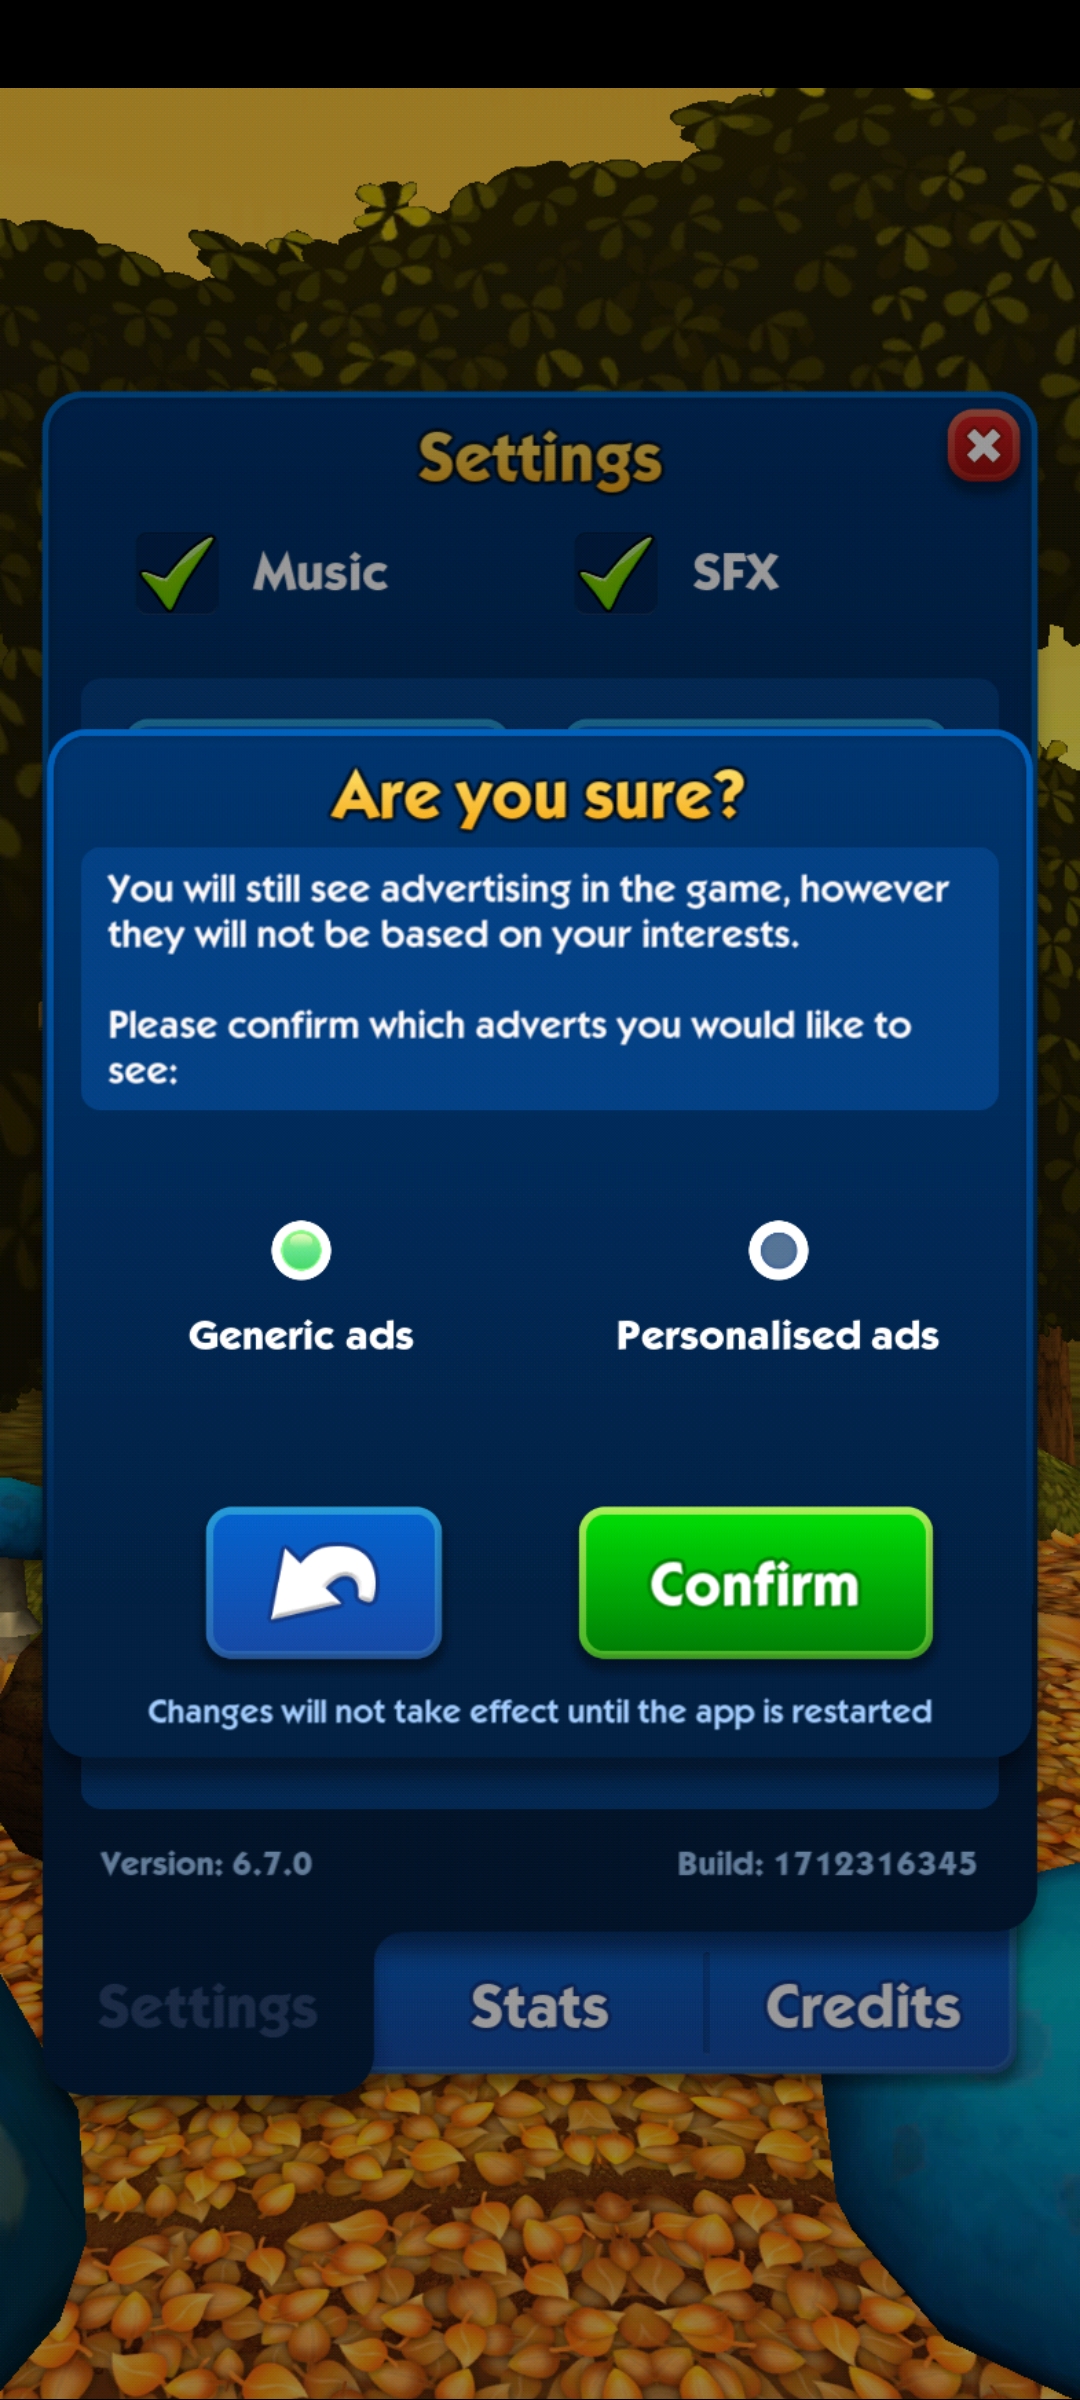 Settings
Music
SFX
Are you sure?
You will still see advertising in the game, however
they will not be based on your interests.
Please confirm which adverts you would like to
see:
Generic ads
Personalised ads
Confirm
Changes will not take effect until the app is restarted
Version: 6.7.0
Build: 1712316345
Settings
Stats
Credits